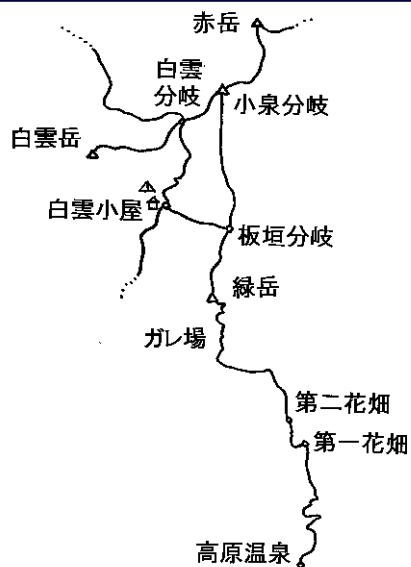 赤岳
白雲
分岐
小泉分岐
白雲岳
白雲小屋
板垣分岐
緑岳
ガレ場
第二花畑
第一花畑
高原温泉